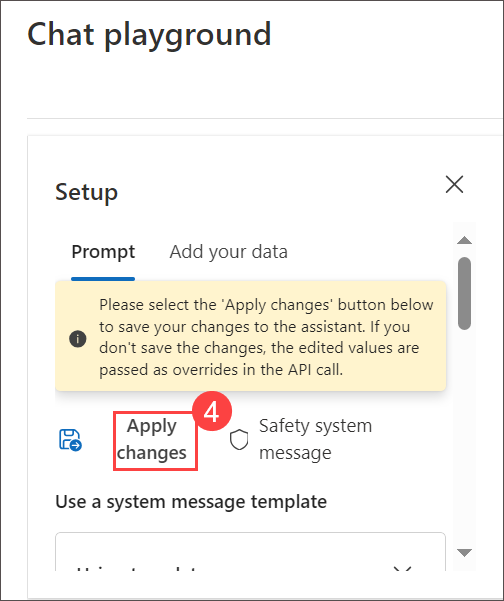 Chat playground
Setup
Prompt
Add your data
Please select the 'Apply changes' button below
to save your changes to the assistant. If you
don't save the changes, the edited values are
passed as overrides in the API call.
4
Apply
changes
Safety system
message
Use a system message template